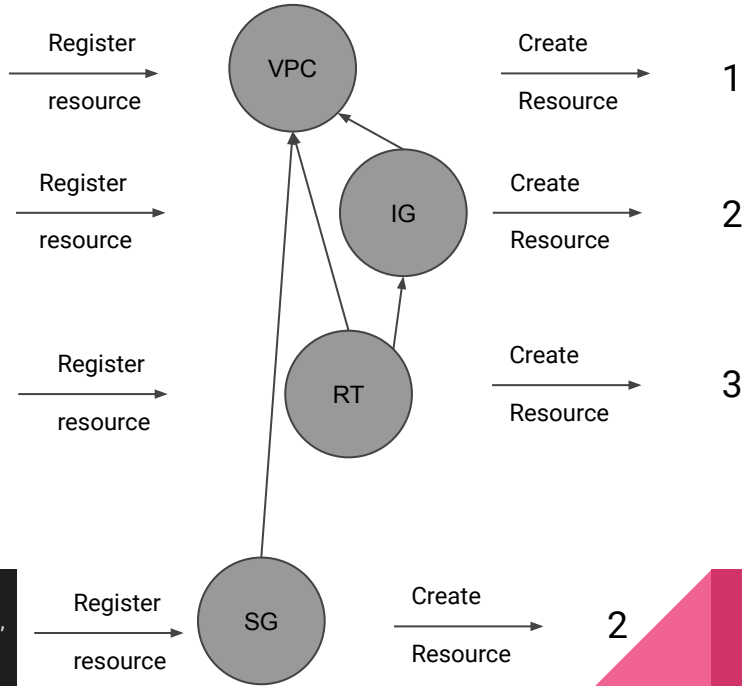 Register
resource
VPC
Create
Resource
1
Register
resource
IG
Create
Resource
2
Register
resource
RT
Create
Resource
3
,
Register
resource
SG
Create
Resource
2